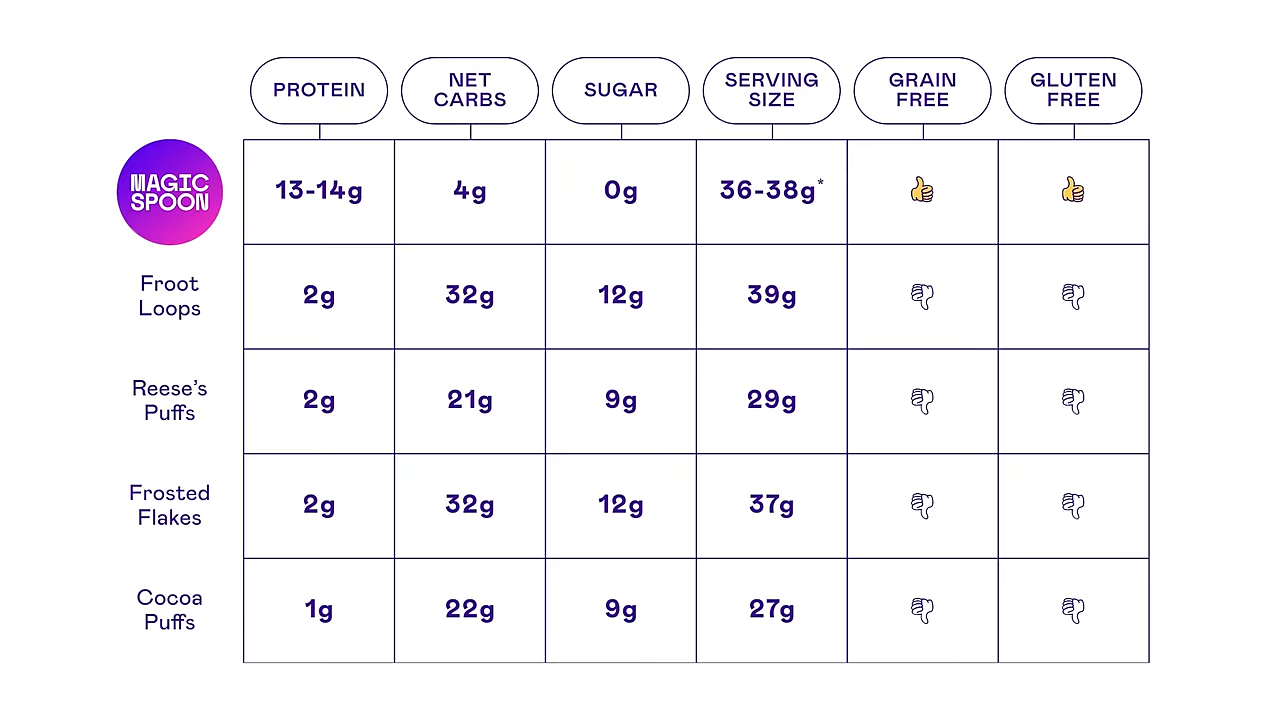 PROTEIN
NET
CARBS
SUGAR
SERVING
SIZE
GRAIN
FREE
GLUTEN
FREE
MAGIC
SPOON
13-14g
4g
0g
36-38g*
Froot
Loops
2g
32g
12g
39g
Reese’s
Puffs
2g
21g
9g
29g
Frosted
Flakes
2g
32g
12g
37g
Cocoa
Puffs
1g
22g
9g
27g